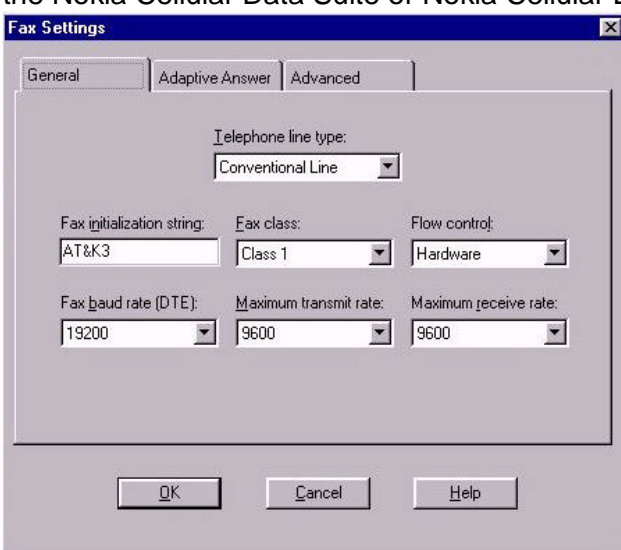 the Nokia Cellular Data Suite or Nokia Cellular
Fax Settings
General Adaptive Answer Advanced
Telephone line type:
Conventional Line
Fax initialization string: Fax class: Flow control:
AT&K3 Class 1 Hardware
Fax baud rate (DTE): Maximum transmit rate: Maximum receive rate:
19200 9600 9600
OK Cancel Help